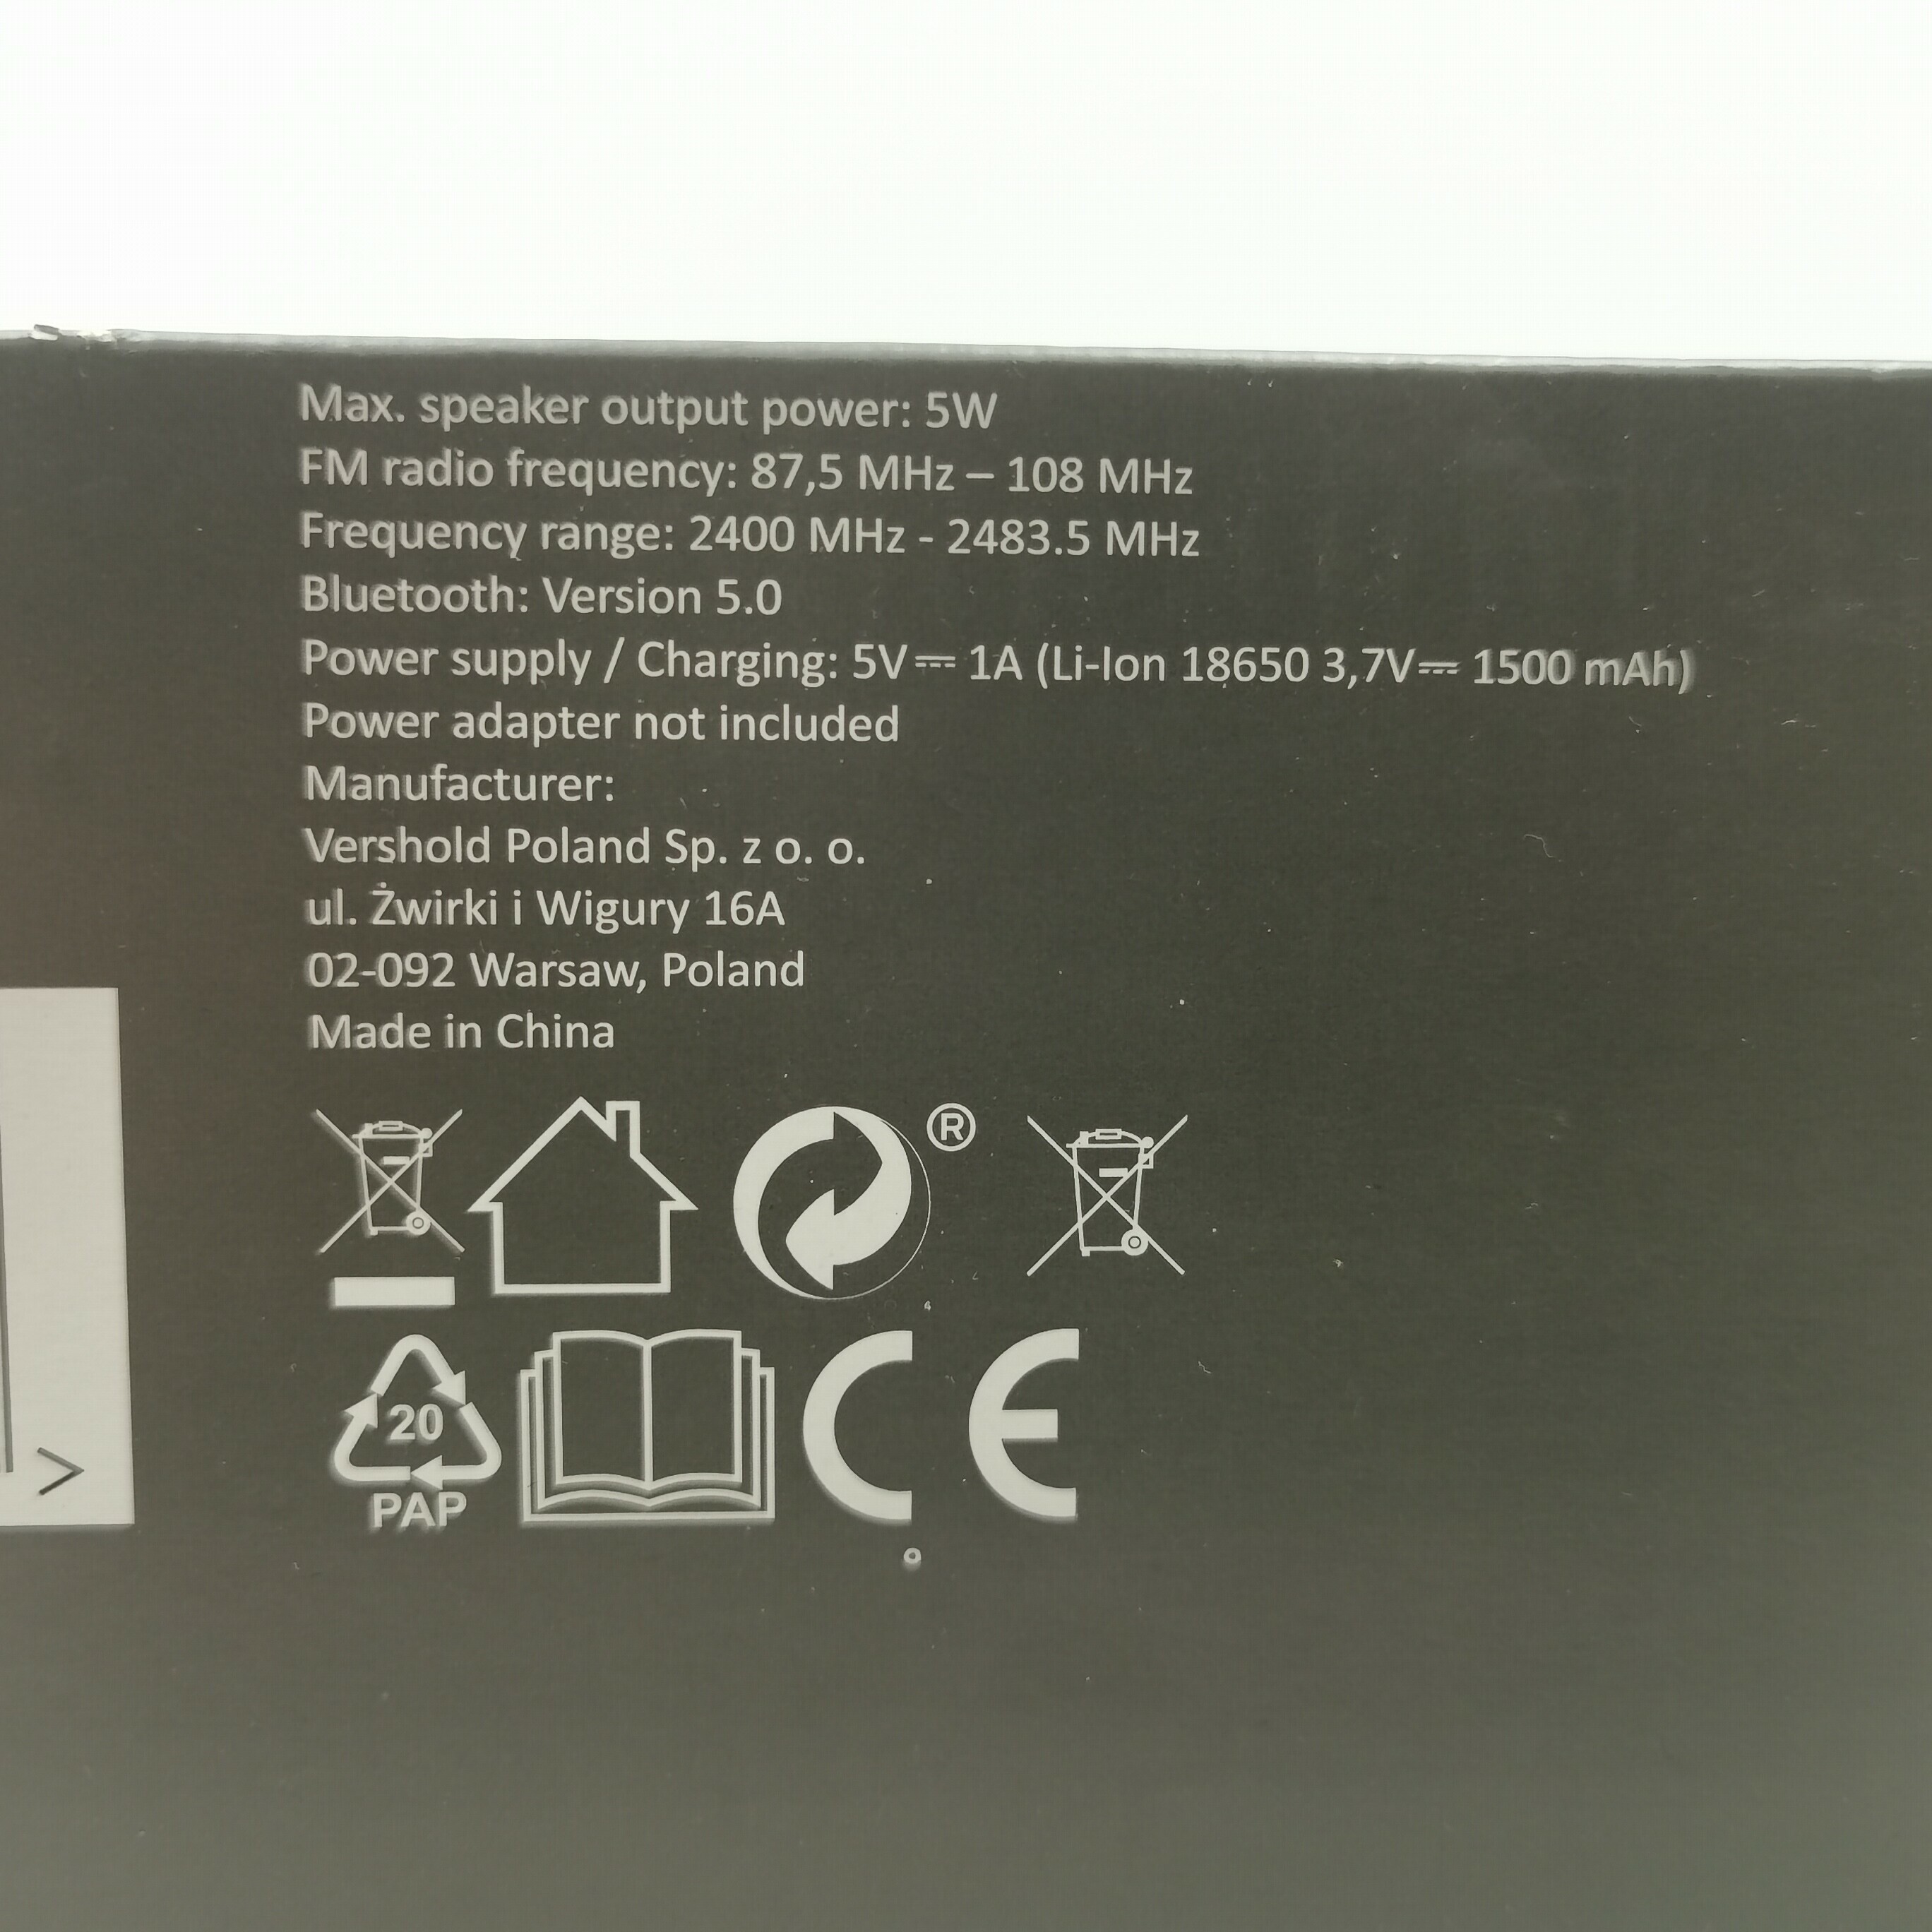 Max. speaker output power: 5W
FM radio frequency: 87,5 MHz – 108 MHz
Frequency range: 2400 MHz - 2483.5 MHz
Bluetooth: Version 5.0
Power supply / Charging: 5V⎓ 1A (Li-Ion 18650 3,7V⎓ 1500 mAh)
Power adapter not included
Manufacturer:
Vershold Poland Sp. z o. o.
ul. Żwirki i Wigury 16A
02-092 Warsaw, Poland
Made in China
®
20
PAP
CE
>